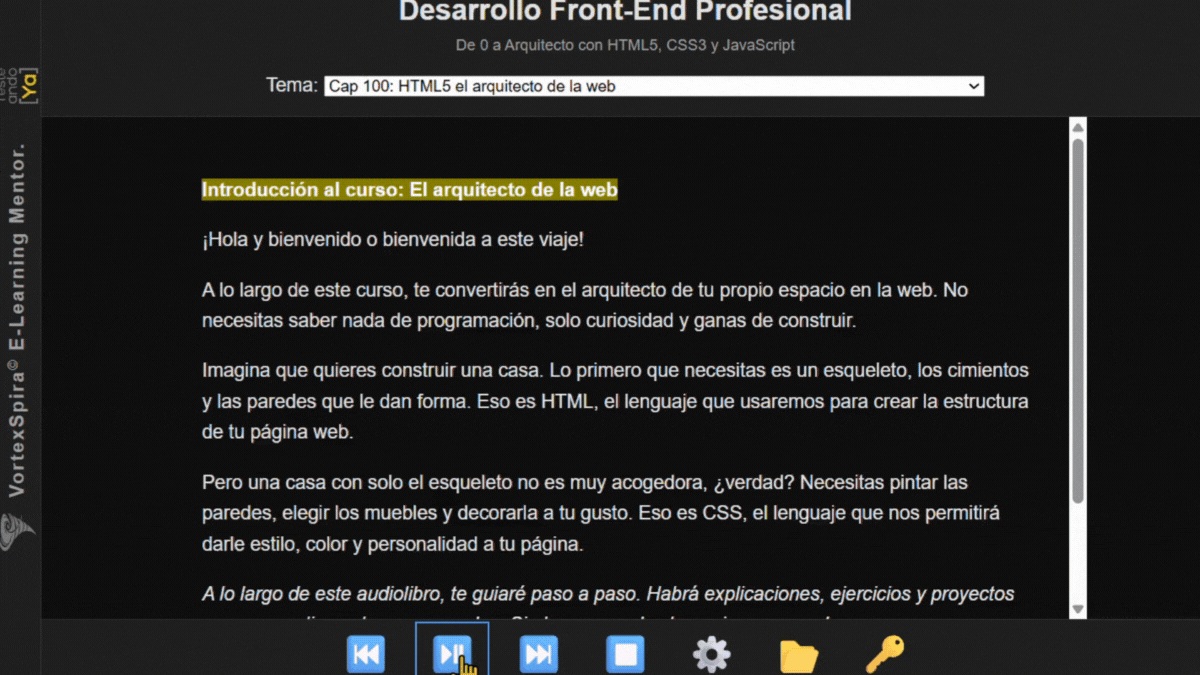 Desarrollo Front-End Profesional
De 0 a Arquitecto con HTML5, CSS3 y JavaScript
Tema: Cap 100: HTML5 el arquitecto de la web
[Ya]
VortexSpira© E-Learning Mentor.
Introducción al curso: El arquitecto de la web
¡Hola y bienvenido o bienvenida a este viaje!
A lo largo de este curso, te convertirás en el arquitecto de tu propio espacio en la web. No
necesitas saber nada de programación, solo curiosidad y ganas de construir.
Imagina que quieres construir una casa. Lo primero que necesitas es un esqueleto, los cimientos
y las paredes que le dan forma. Eso es HTML, el lenguaje que usaremos para crear la estructura
de tu página web.
Pero una casa con solo el esqueleto no es muy acogedora, ¿verdad? Necesitas pintar las
paredes, elegir los muebles y decorarla a tu gusto. Eso es CSS, el lenguaje que nos permitirá
darle estilo, color y personalidad a tu página.
A lo largo de este audiolibro, te guiaré paso a paso. Habrá explicaciones, ejercicios y proyectos